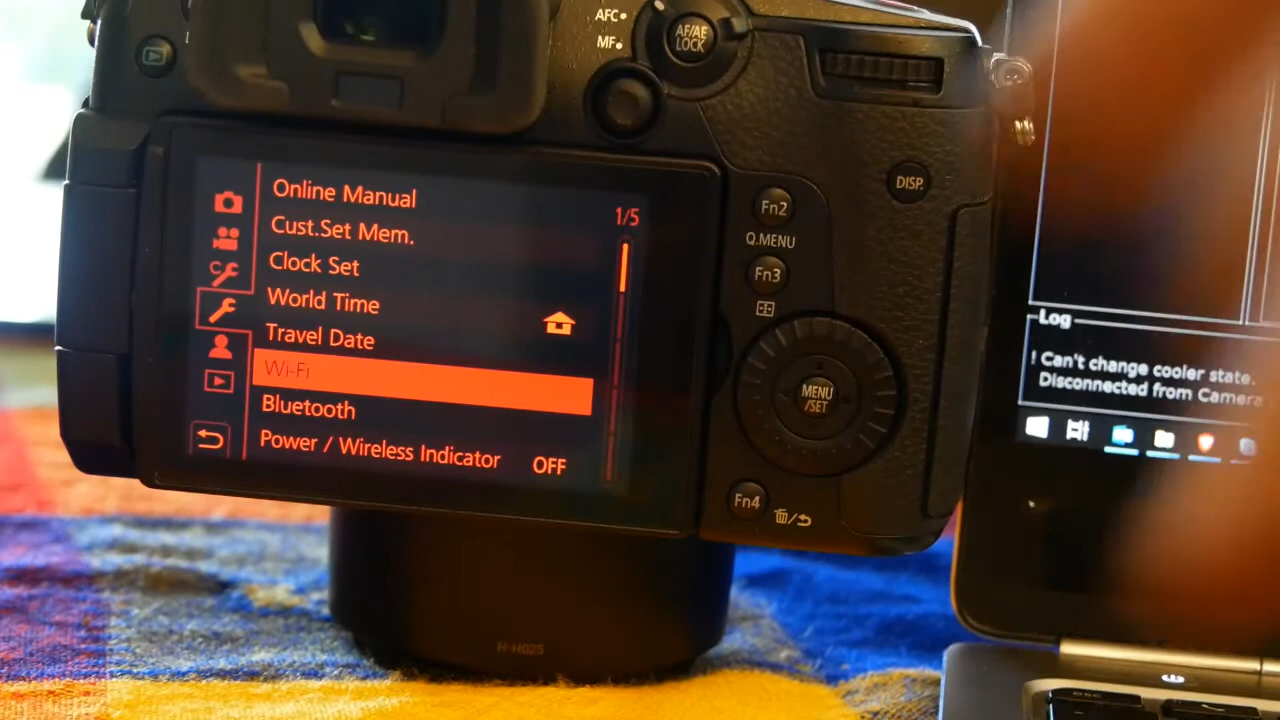 AFC
MF
AF/AE
LOCK
Online Manual
1/5
Cust.Set Mem.
Clock Set
World Time
Travel Date
Wi-Fi
Bluetooth
Power / Wireless Indicator OFF
C
DISP.
Fn2
Q.MENU
Fn3
MENU
/SET
Fn4
H-H025
Log
! Can't change cooler state.
Disconnected from Camera
esc